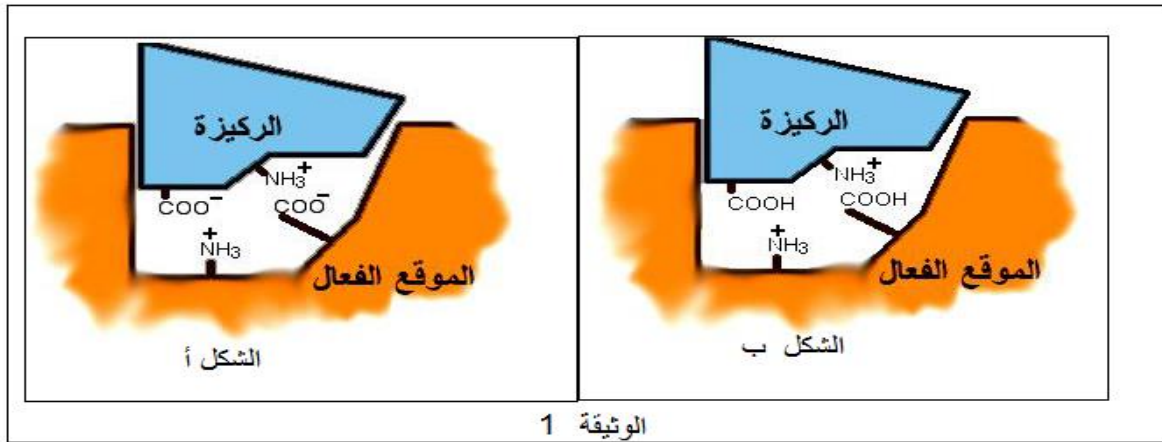 الركيزة
NH3+
COO-
COO-
NH3+
الموقع الفعال
الشكل أ
الركيزة
NH3+
COOH
COOH
NH3+
الموقع الفعال
الشكل ب
الوثيقة 1